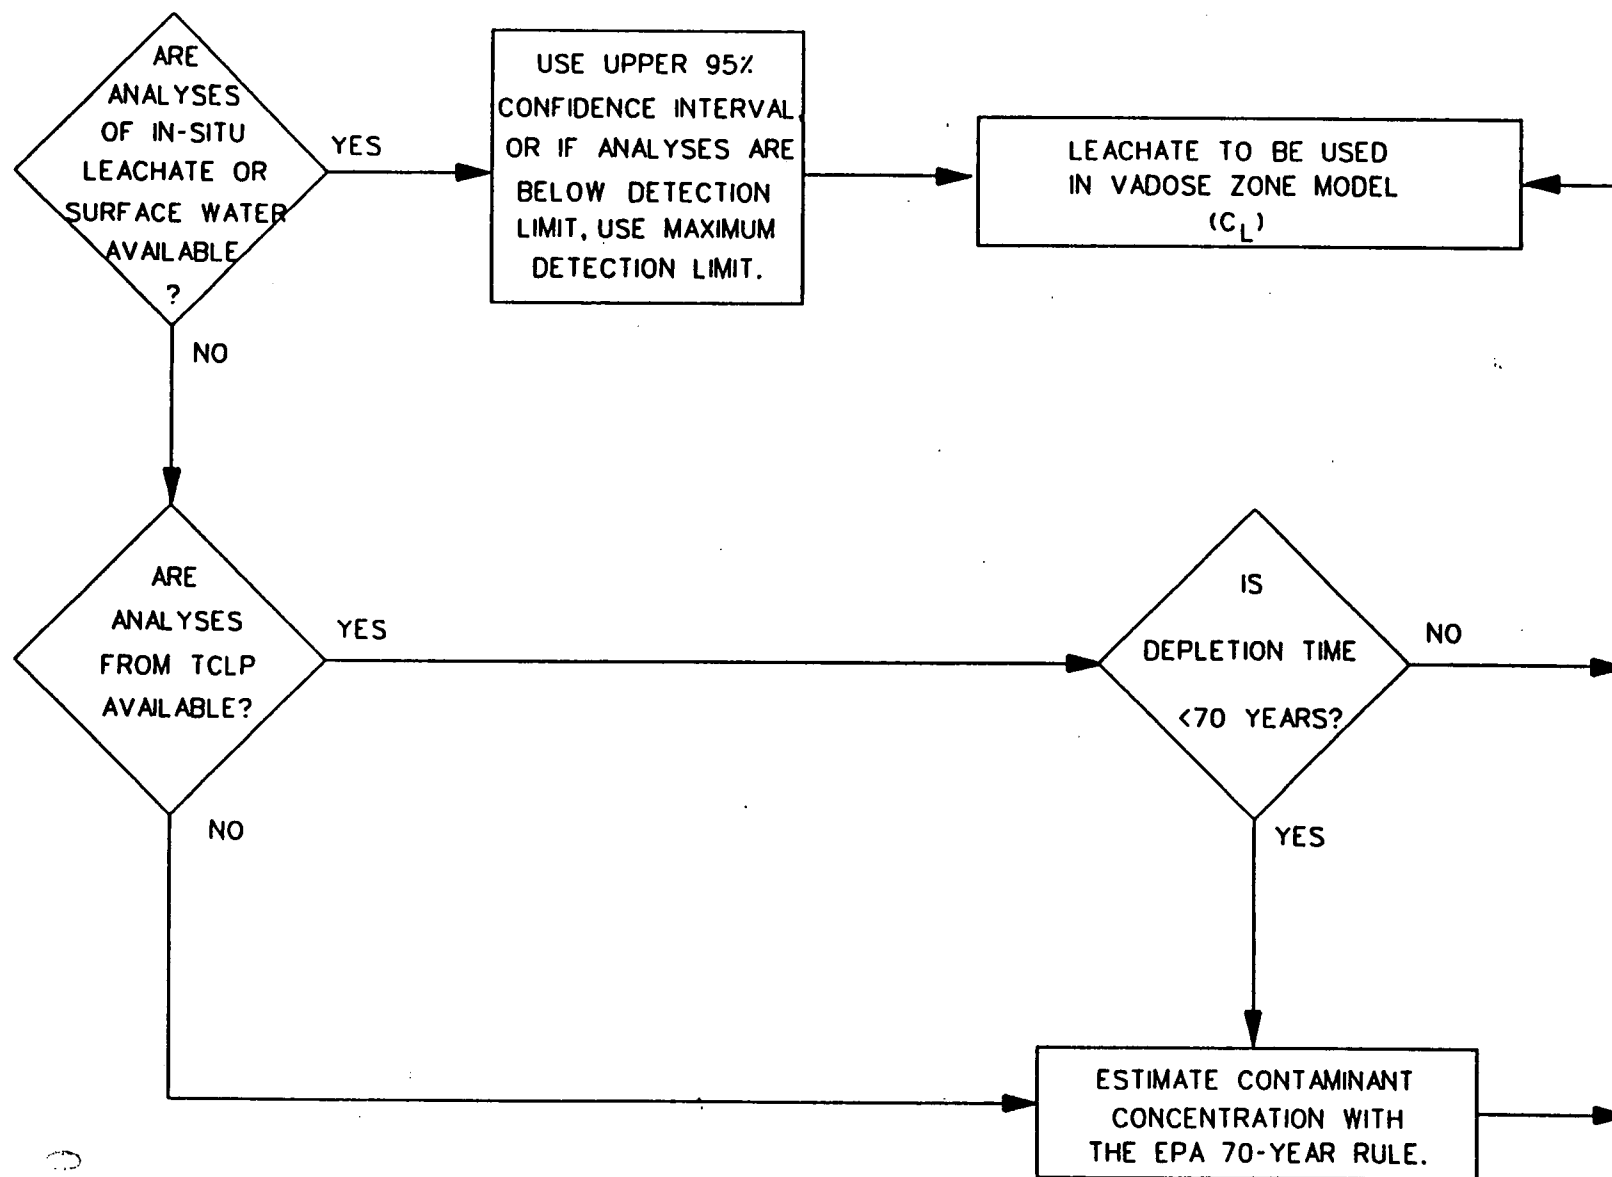 ARE
ANALYSES
OF IN-SITU
LEACHATE OR
SURFACE WATER
AVAILABLE
?
YES
NO
USE UPPER 95%
CONFIDENCE INTERVAL,
OR IF ANALYSES ARE
BELOW DETECTION
LIMIT, USE MAXIMUM
DETECTION LIMIT.
LEACHATE TO BE USED
IN VADOSE ZONE MODEL
(CL)
ARE
ANALYSES
FROM TCLP
AVAILABLE?
YES
NO
IS
DEPLETION TIME
<70 YEARS?
NO
YES
ESTIMATE CONTAMINANT
CONCENTRATION WITH
THE EPA 70-YEAR RULE.